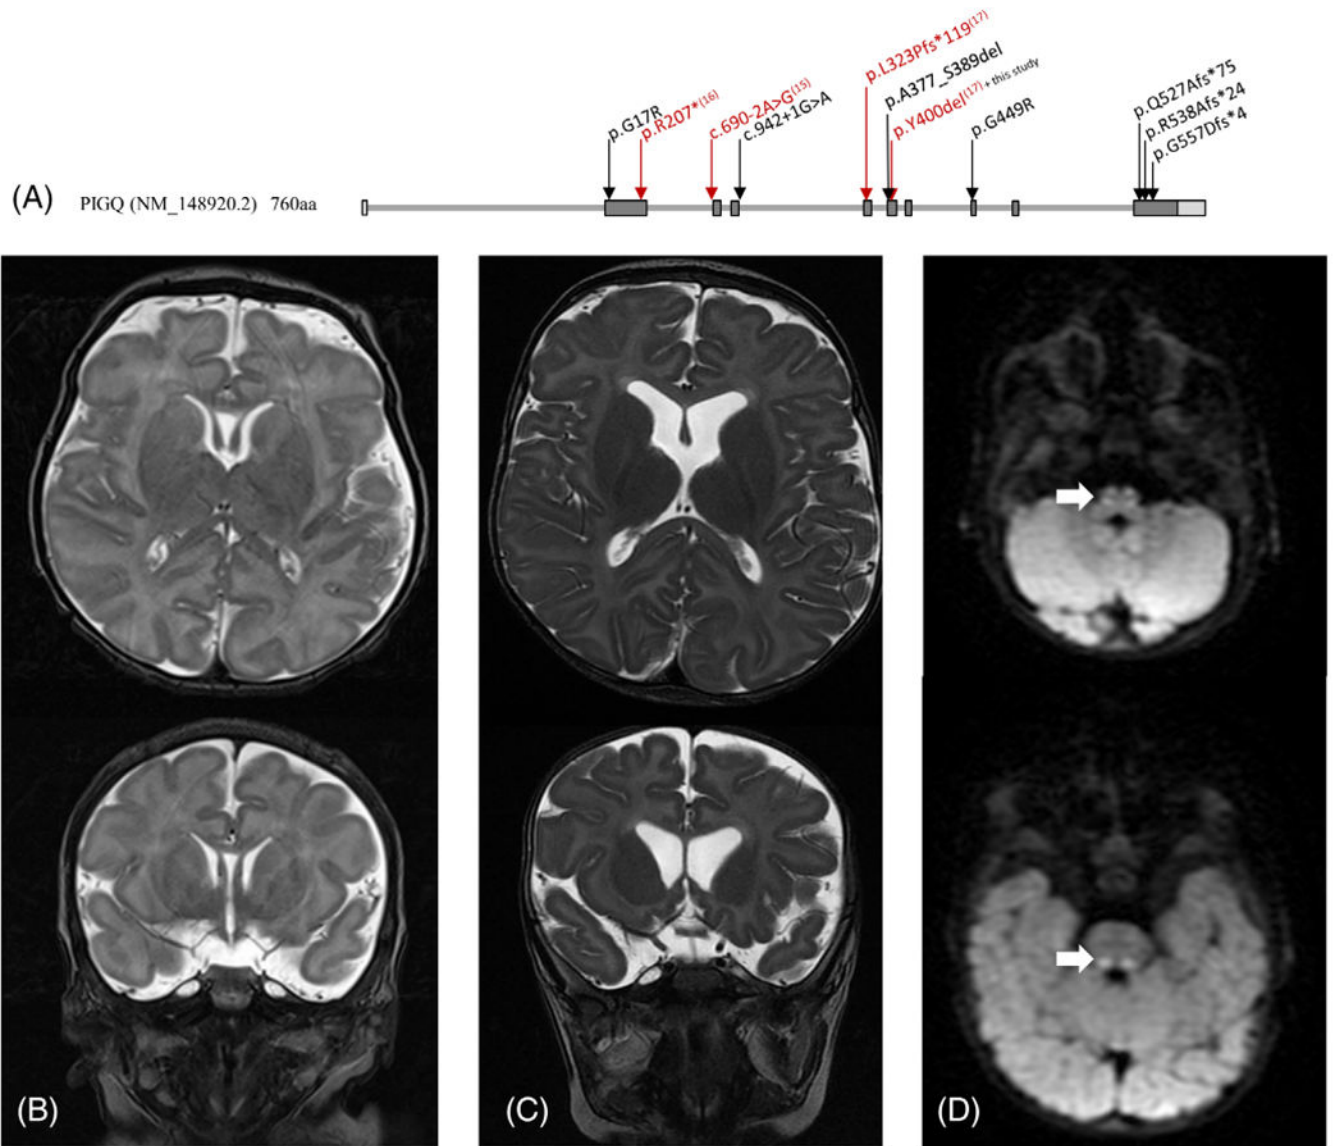 p.G17R
p.R207*(16)
c.690-2A>G(15)
c.942+1G>A
p.L323Pfs*119(17)
p.A377_S389del
p.Y400del(17) + this study
p.G449R
p.Q527Afs*75
p.R538Afs*24
p.G557Dfs*4
(A) PIGQ (NM_148920.2) 760aa
(B)
(C)
(D)